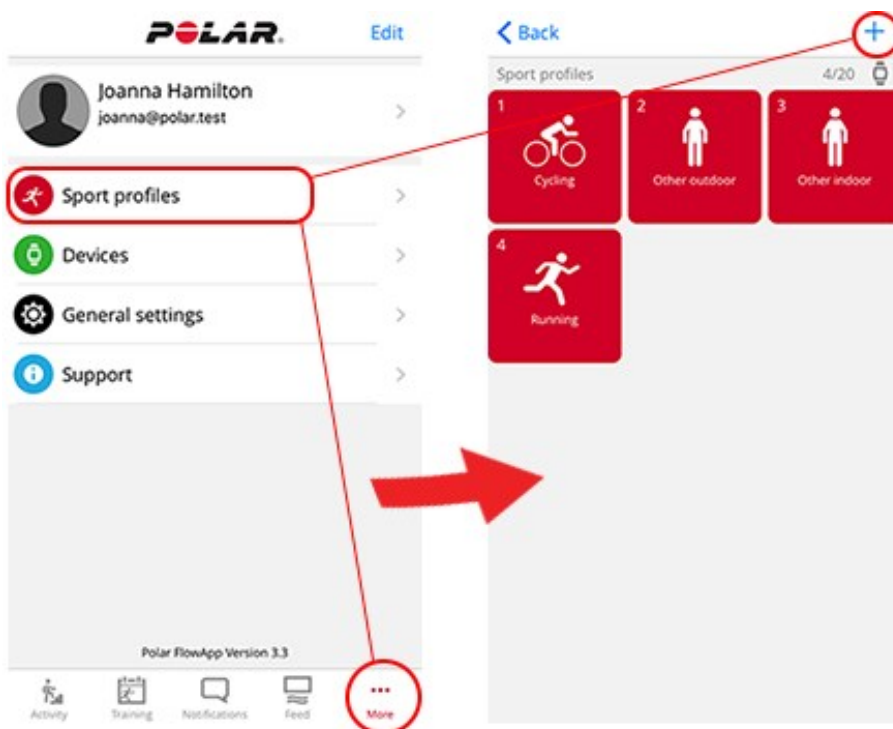 POLAR.
Edit
Joanna Hamilton
joanna@polar.test
Sport profiles
Devices
General settings
Support
Polar FlowApp Version 3.3
Activity
Training
Notifications
Feed
More
Back
Sport profiles
4/20
1
Cycling
2
Other outdoor
3
Other indoor
4
Running